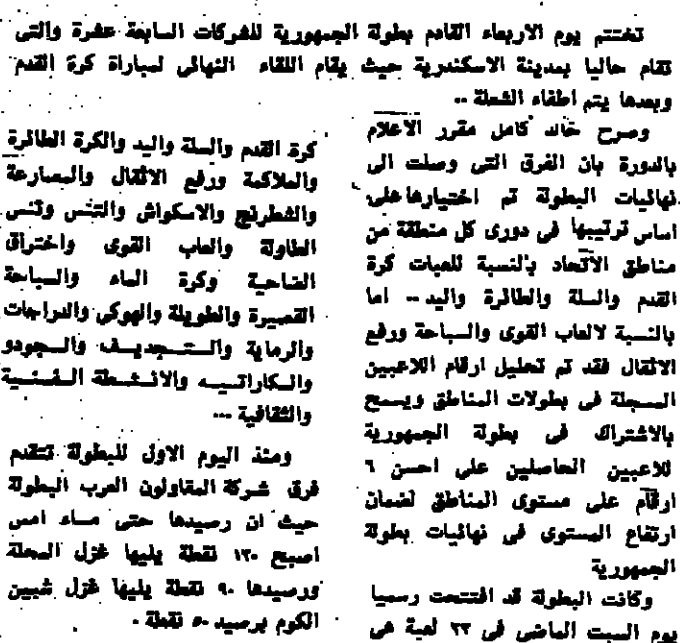 تختتم يوم الاربعاء القادم بطولة الجمهورية للشركات السابعة عشرة والتى
تقام حاليا بمدينة الاسكندرية حيث يقام اللقاء النهائى لمباراة كرة القدم
وبعدها يتم اطفاء الشعلة ..
وصرح خالد كامل مقرر الاعلام
بالدورة بان الفرق التى وصلت الى
نهائيات البطولة تم اختيارها على
اساس ترتيبها فى دورى كل منطقة من
مناطق الاتحاد بالنسبة للعبات كرة
القدم والسلة والطائرة واليد .. اما
بالنسبة لالعاب القوى والسباحة ورفع
الاثقال فقد تم تحليل ارقام اللاعبين
المسجلة فى بطولات المناطق ويسمح
بالاشتراك فى بطولة الجمهورية
للاعبين الحاصلين على احسن ٦
ارقام على مستوى المناطق لضمان
ارتفاع المستوى فى نهائيات بطولة
الجمهورية
وكانت البطولة قد افتتحت رسميا
يوم السبت الماضى فى ٢٣ لعبة هى
كرة القدم والسلة واليد والكرة الطائرة
والملاكمة ورفع الاثقال والمصارعة
والشطرنج والاسكواش والتنس وتنس
الطاولة والعاب القوى واختراق
الضاحية وكرة الماء والسباحة
القصيرة والطويلة والهوكى والدراجات
والرماية والتجديف والجودو
والكاراتيه والانشطة الفنية
والثقافية ...
ومنذ اليوم الاول للبطولة تتقدم
فرق شركة المقاولون العرب البطولة
حيث ان رصيدها حتى مساء امس
اصبح ١٣٠ نقطة يليها غزل المحلة
ورصيدها ٩٠ نقطة يليها غزل شبين
الكوم برصيد ٥٠ نقطة .